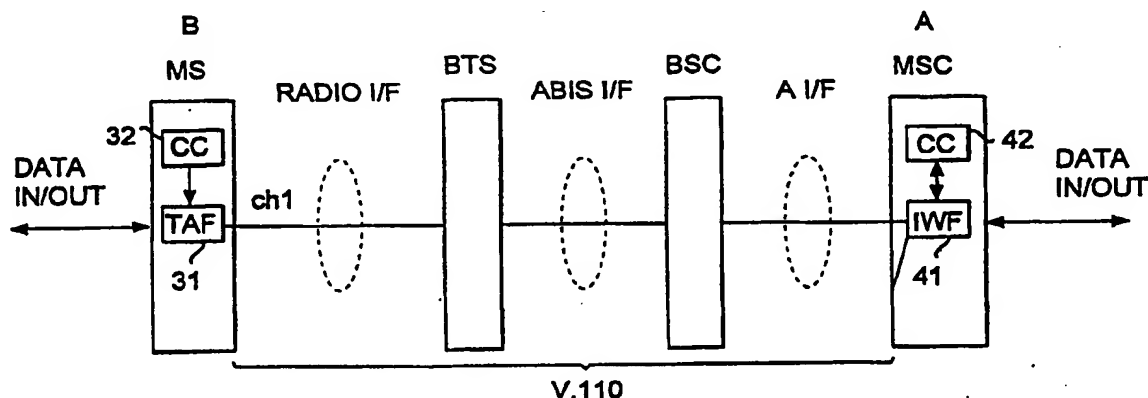 B
A
MS
BTS
BSC
MSC
RADIO I/F
ABIS I/F
A I/F
32
CC
CC
42
DATA
IN/OUT
DATA
IN/OUT
ch1
TAF
IWF
31
41
V.110